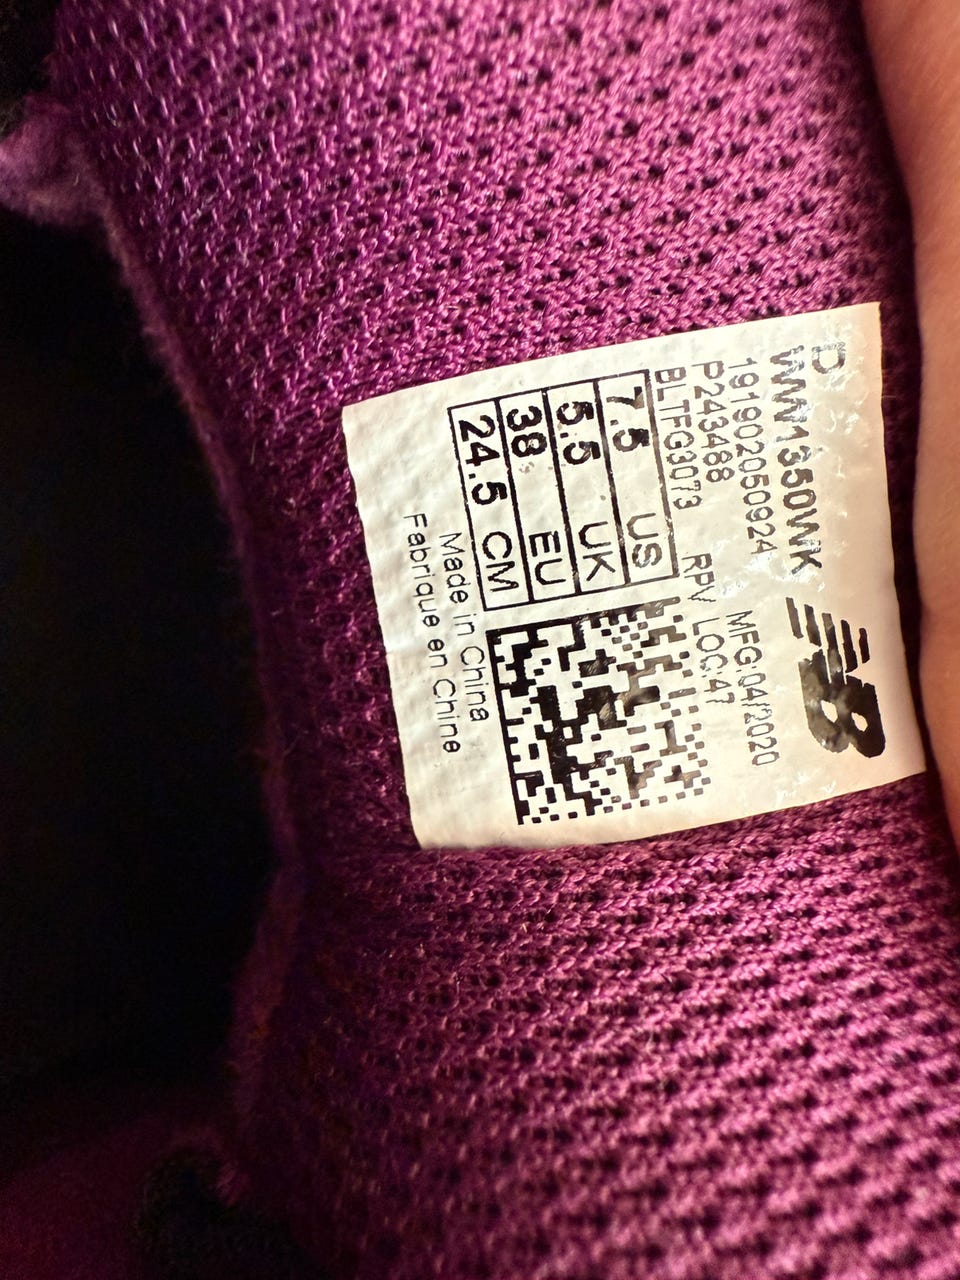 D
WW1350WK
191902050924 MFG:04/2020
P243488 RPV LOC:47
BLTFG3073
7.5 US
5.5 UK
38 EU
24.5 CM
Made in China
Fabrique en Chine
NB